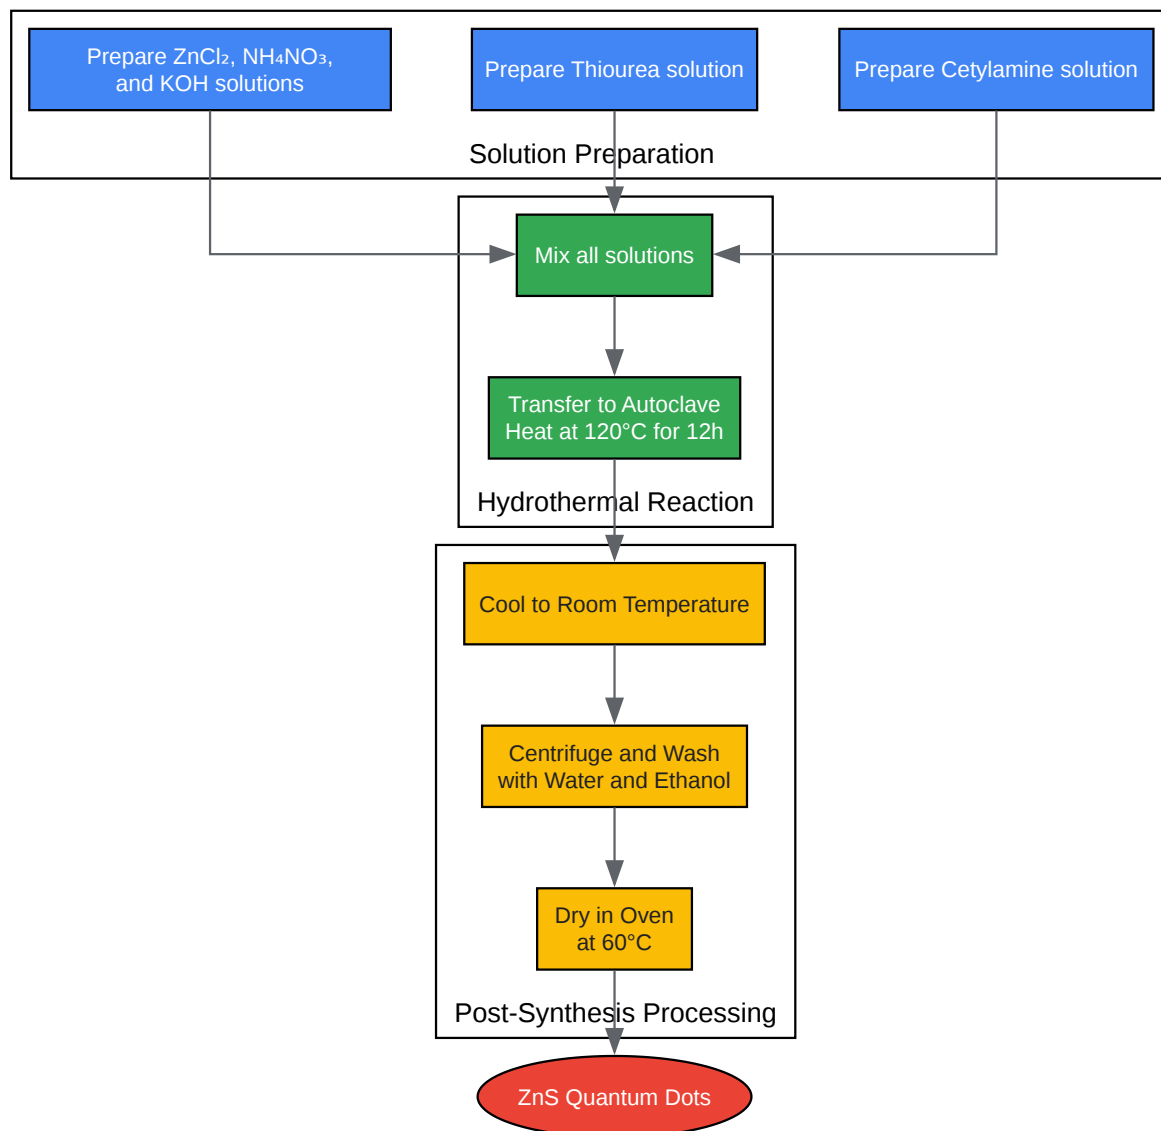 Prepare ZnCl₂, NH₄NO₃,
and KOH solutions
Prepare Thiourea solution
Prepare Cetylamine solution
Solution Preparation
Mix all solutions
Transfer to Autoclave
Heat at 120°C for 12h
Hydrothermal Reaction
Cool to Room Temperature
Centrifuge and Wash
with Water and Ethanol
Dry in Oven
at 60°C
Post-Synthesis Processing
ZnS Quantum Dots